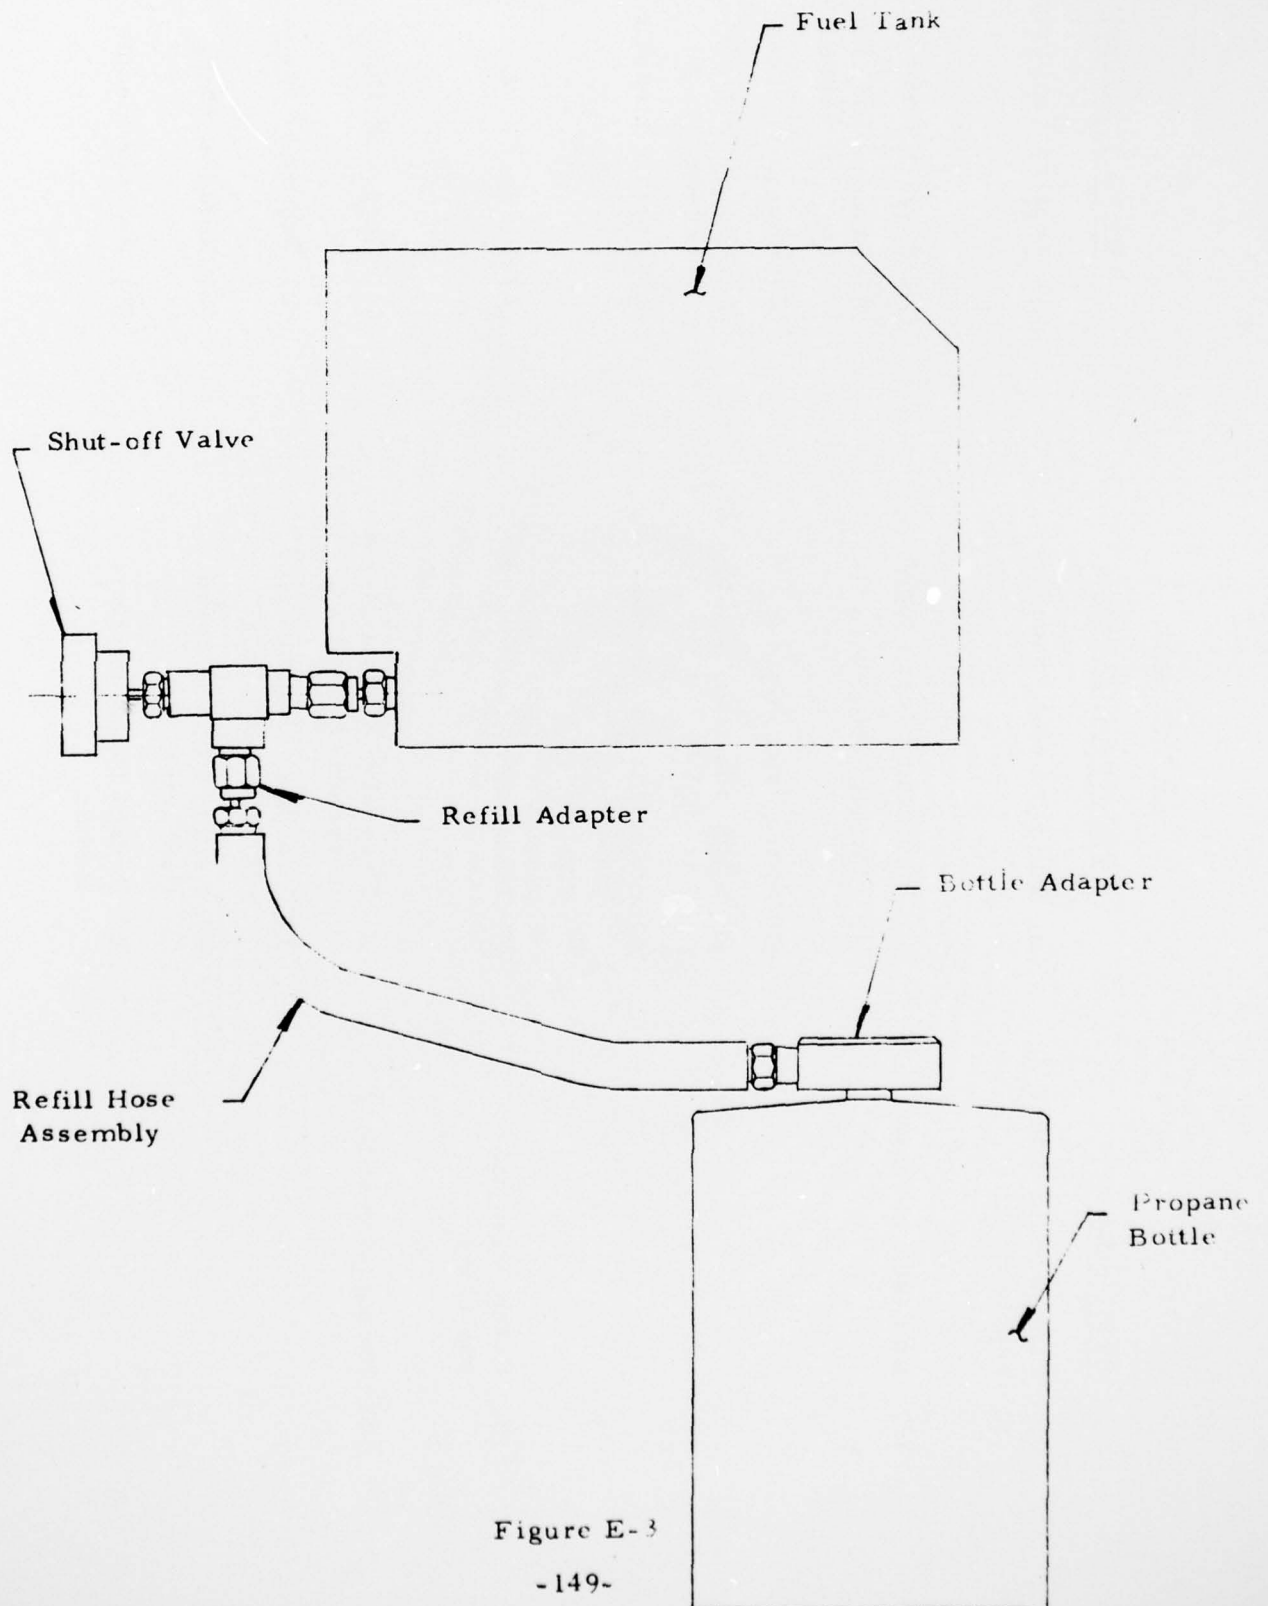 Fuel Tank
Shut-off Valve
Refill Adapter
Bottle Adapter
Refill Hose
Assembly
Propane
Bottle
Figure E-3
-149-